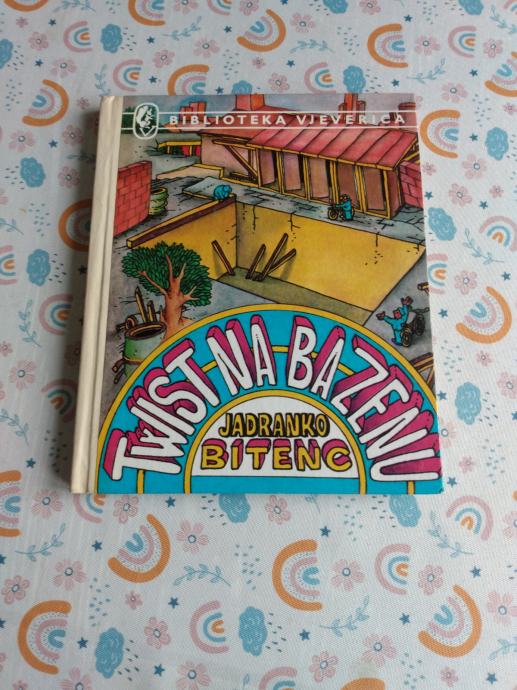 BIBLIOTEKA VJEVERICA
TWIST NA BAZENU
JADRANKO
BITENC